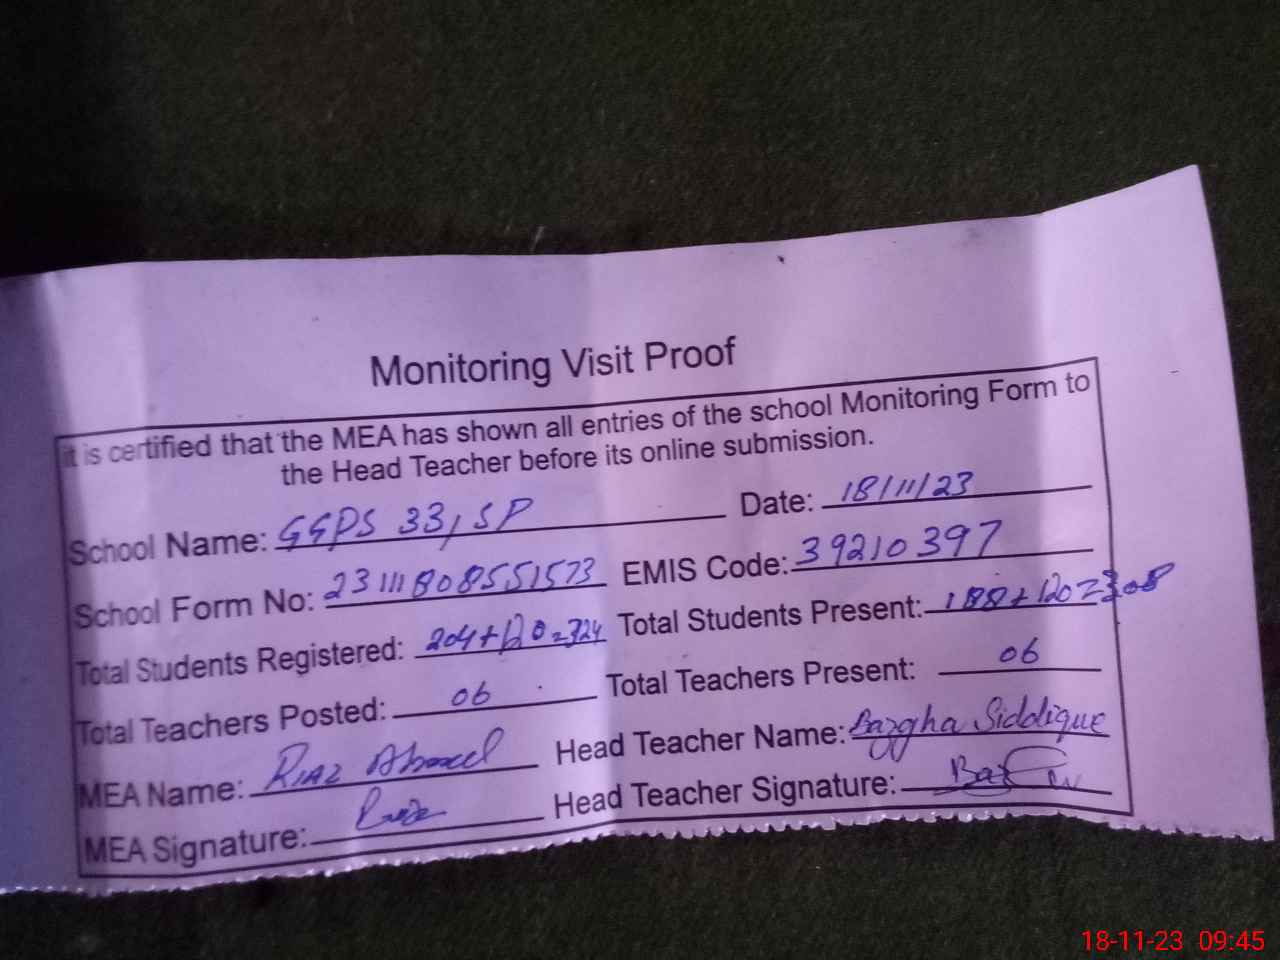 Monitoring Visit Proof
it is certified that the MEA has shown all entries of the school Monitoring Form to
the Head Teacher before its online submission.
School Name: GGPS 33, SP Date: 18/11/23
School Form No: 23111808551573 EMIS Code: 39210397
Total Students Registered: 204+120=324 Total Students Present: 188+120=308
Total Teachers Posted: 06 Total Teachers Present: 06
MEA Name: Riaz Ahmed Head Teacher Name: Bazgha Siddique
MEA Signature: Head Teacher Signature:
18-11-23 09:45